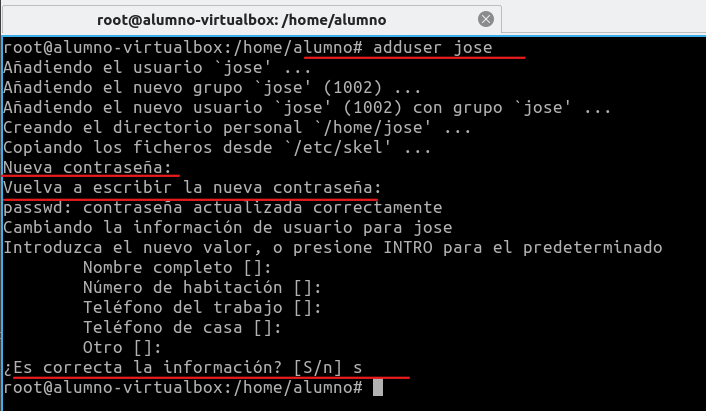 root@alumno-virtualbox: /home/alumno
root@alumno-virtualbox:/home/alumno# adduser jose
Añadiendo el usuario `jose' ...
Añadiendo el nuevo grupo `jose' (1002) ...
Añadiendo el nuevo usuario `jose' (1002) con grupo `jose' ...
Creando el directorio personal `/home/jose' ...
Copiando los ficheros desde `/etc/skel' ...
Nueva contraseña:
Vuelva a escribir la nueva contraseña:
passwd: contraseña actualizada correctamente
Cambiando la información de usuario para jose
Introduzca el nuevo valor, o presione INTRO para el predeterminado
Nombre completo []:
Número de habitación []:
Teléfono del trabajo []:
Teléfono de casa []:
Otro []:
¿Es correcta la información? [S/n] s
root@alumno-virtualbox:/home/alumno#